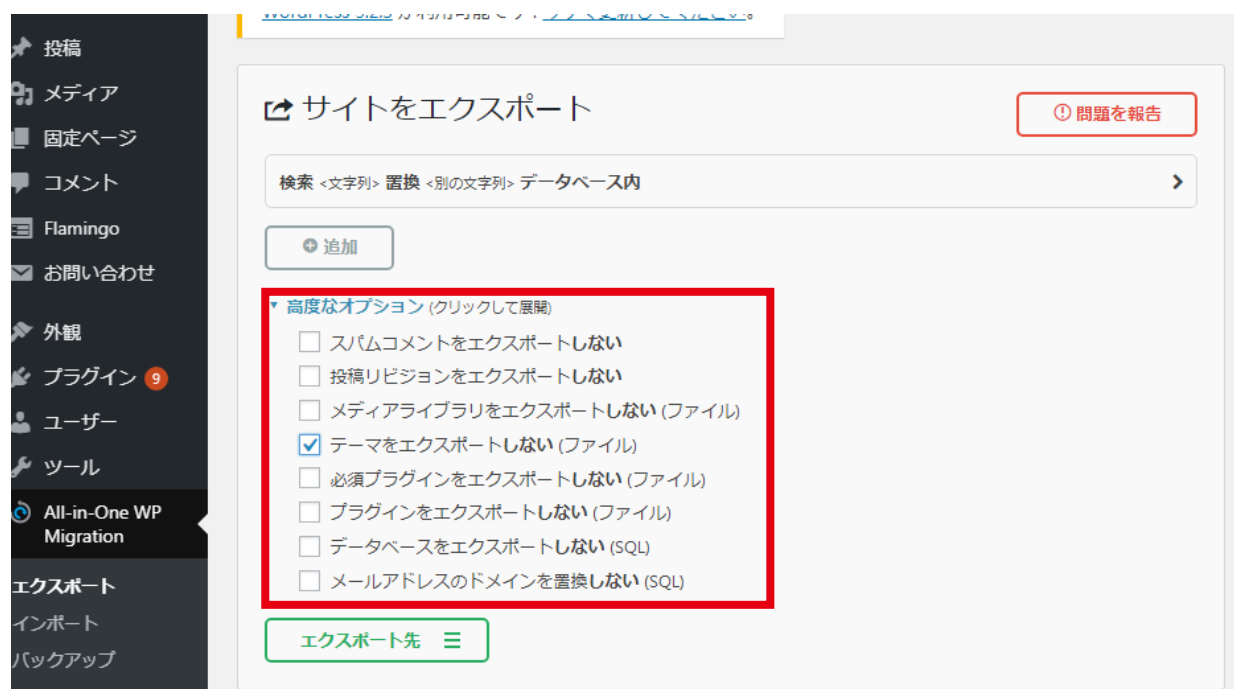 投稿
メディア
固定ページ
コメント
Flamingo
お問い合わせ
外観
プラグイン 9
ユーザー
ツール
All-in-One WP
Migration
エクスポート
インポート
バックアップ
サイトをエクスポート
問題を報告
検索 <文字列> 置換 <別の文字列> データベース内
追加
高度なオプション (クリックして展開)
スパムコメントをエクスポートしない
投稿リビジョンをエクスポートしない
メディアライブラリをエクスポートしない (ファイル)
テーマをエクスポートしない (ファイル)
必須プラグインをエクスポートしない (ファイル)
プラグインをエクスポートしない (ファイル)
データベースをエクスポートしない (SQL)
メールアドレスのドメインを置換しない (SQL)
エクスポート先